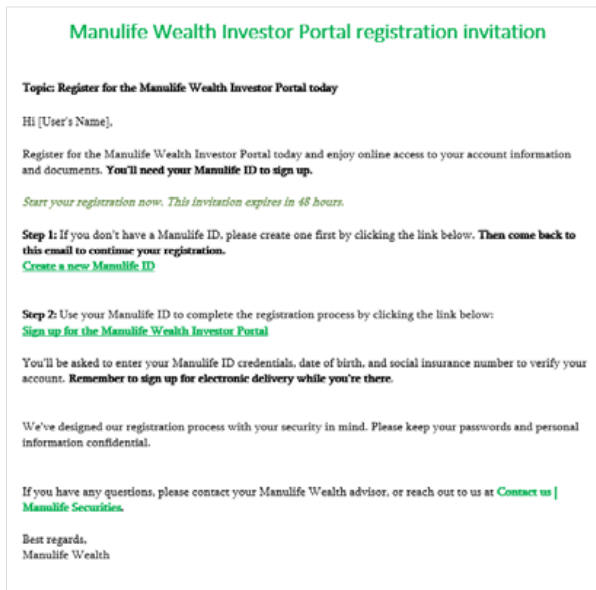 Manulife Wealth Investor Portal registration invitation
Topic: Register for the Manulife Wealth Investor Portal today
Hi [User's Name],
Register for the Manulife Wealth Investor Portal today and enjoy online access to your account information
and documents. You'll need your Manulife ID to sign up.
Start your registration now. This invitation expires in 48 hours.
Step 1: If you don't have a Manulife ID, please create one first by clicking the link below. Then come back to
this email to continue your registration.
Create a new Manulife ID
Step 2: Use your Manulife ID to complete the registration process by clicking the link below:
Sign up for the Manulife Wealth Investor Portal
You'll be asked to enter your Manulife ID credentials, date of birth, and social insurance number to verify your
account. Remember to sign up for electronic delivery while you're there.
We've designed our registration process with your security in mind. Please keep your passwords and personal
information confidential.
If you have any questions, please contact your Manulife Wealth advisor, or reach out to us at Contact us |
Manulife Securities.
Best regards,
Manulife Wealth